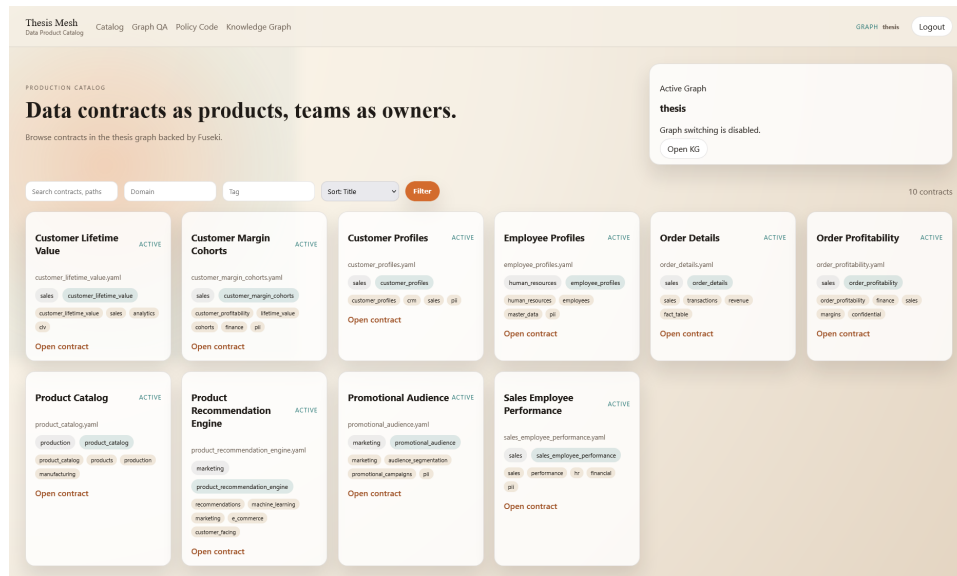 Thesis Mesh
Data Product Catalog
Catalog Graph QA Policy Code Knowledge Graph
GRAPH thesis Logout
PRODUCTION CATALOG
Data contracts as products, teams as owners.
Browse contracts in the thesis graph backed by Fuseki.
Active Graph
thesis
Graph switching is disabled.
Open KG
Search contracts, paths Domain Tag Sort: Title Filter 10 contracts
Customer Lifetime
Value
ACTIVE
customer_lifetime_value.yaml
sales customer_lifetime_value
customer_lifetime_value sales analytics
clv
Open contract
Customer Margin
Cohorts
ACTIVE
customer_margin_cohorts.yaml
sales customer_margin_cohorts
customer_profitability lifetime_value
cohorts finance pii
Open contract
Customer Profiles ACTIVE
customer_profiles.yaml
sales customer_profiles
customer_profiles crm sales pii
Open contract
Employee Profiles ACTIVE
employee_profiles.yaml
human_resources employee_profiles
human_resources employees
master_data pii
Open contract
Order Details ACTIVE
order_details.yaml
sales order_details
sales transactions revenue
fact_table
Open contract
Order Profitability ACTIVE
order_profitability.yaml
sales order_profitability
order_profitability finance sales
margins confidential
Open contract
Product Catalog ACTIVE
product_catalog.yaml
production product_catalog
product_catalog products production
manufacturing
Open contract
Product
Recommendation
Engine
ACTIVE
product_recommendation_engine.yaml
marketing
product_recommendation_engine
recommendations machine_learning
marketing e_commerce
customer_facing
Open contract
Promotional Audience ACTIVE
promotional_audience.yaml
marketing promotional_audience
marketing audience_segmentation
promotional_campaigns pii
Open contract
Sales Employee
Performance
ACTIVE
sales_employee_performance.yaml
sales sales_employee_performance
sales performance hr financial
pii
Open contract